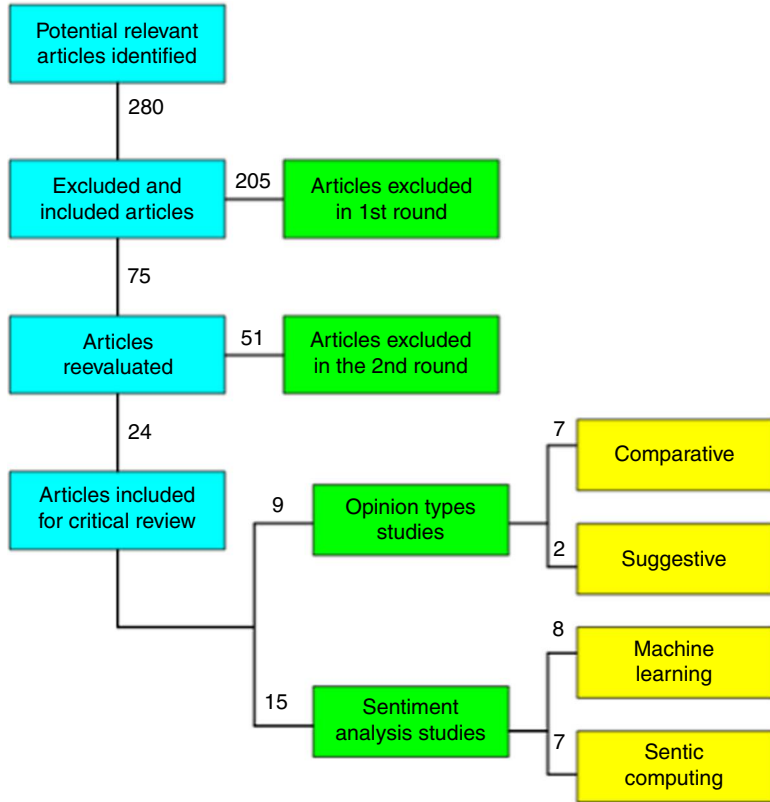 Potential relevant
articles identified
280
Excluded and
included articles
205
Articles excluded
in 1st round
75
Articles
reevaluated
51
Articles excluded
in the 2nd round
24
Articles included
for critical review
9
Opinion types
studies
7
Comparative
2
Suggestive
15
Sentiment
analysis studies
8
Machine
learning
7
Sentic
computing